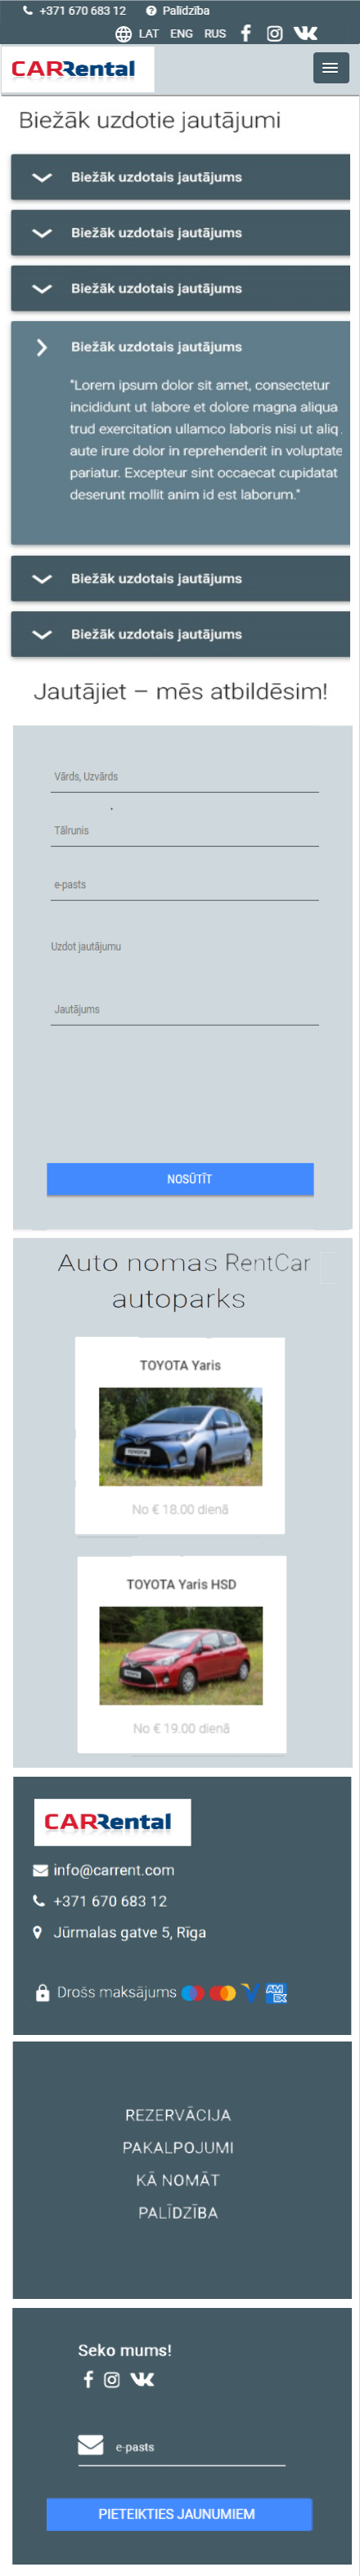 +371 670 683 12 Palīdzība
LAT ENG RUS
CARRental
Biežāk uzdotie jautājumi
Biežāk uzdotais jautājums
Biežāk uzdotais jautājums
Biežāk uzdotais jautājums
Biežāk uzdotais jautājums
"Lorem ipsum dolor sit amet, consectetur
incididunt ut labore et dolore magna aliqua
trud exercitation ullamco laboris nisi ut aliq
aute irure dolor in reprehenderit in voluptate
pariatur. Excepteur sint occaecat cupidatat
deserunt mollit anim id est laborum."
Biežāk uzdotais jautājums
Biežāk uzdotais jautājums
Jautājiet – mēs atbildēsim!
Vārds, Uzvārds
Tālrunis
e-pasts
Uzdot jautājumu
Jautājums
NOSŪTĪT
Auto nomas RentCar
autoparks
TOYOTA Yaris
No € 18.00 dienā
TOYOTA Yaris HSD
No € 19.00 dienā
CARRental
info@carrent.com
+371 670 683 12
Jūrmalas gatve 5, Rīga
Drošs maksājums AMEX
REZERVĀCIJA
PAKALPOJUMI
KĀ NOMĀT
PALĪDZĪBA
Seko mums!
e-pasts
PIETEIKTIES JAUNUMIEM